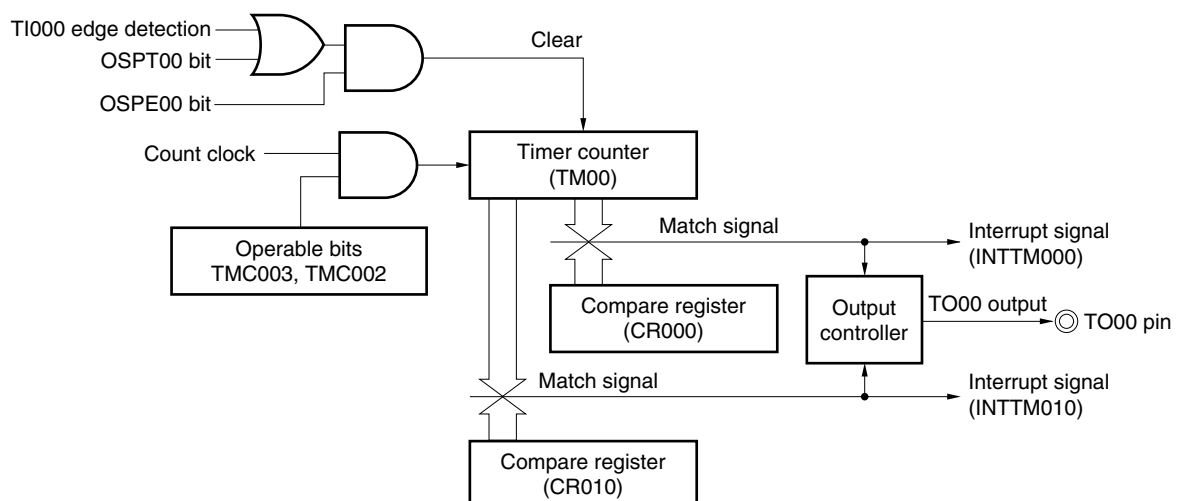 TI000 edge detection
OSPT00 bit
OSPE00 bit
Clear
Count clock
Timer counter
(TM00)
Operable bits
TMC003, TMC002
Match signal
Interrupt signal
(INTTM000)
Compare register
(CR000)
Output
controller
TO00 output
TO00 pin
Match signal
Interrupt signal
(INTTM010)
Compare register
(CR010)